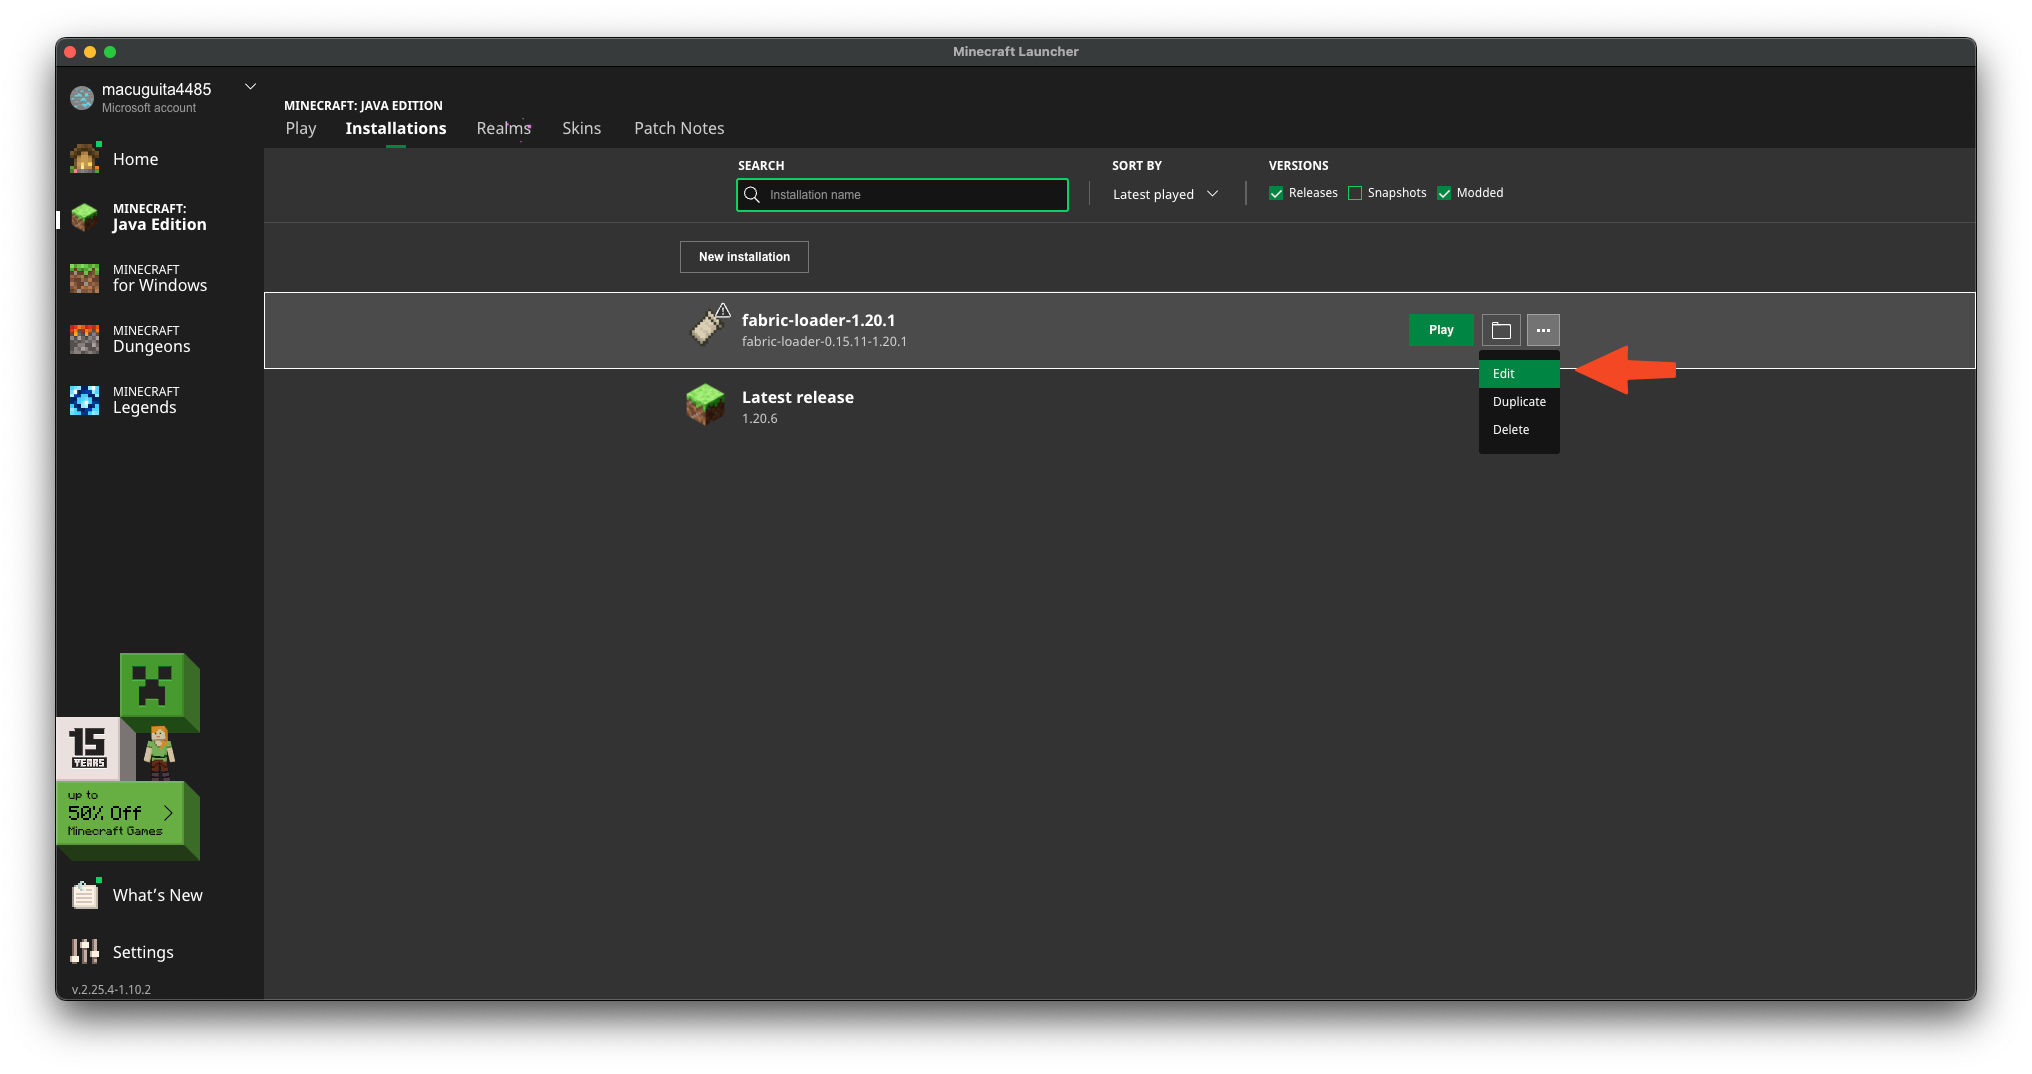 Minecraft Launcher
macuguita4485
Microsoft account
MINECRAFT: JAVA EDITION
Play Installations Realms Skins Patch Notes
Home
MINECRAFT:
Java Edition
MINECRAFT
for Windows
MINECRAFT
Dungeons
MINECRAFT
Legends
15
YEARS
up to
50% Off
Minecraft Games
What's New
Settings
v.2.25.4-1.10.2
SEARCH
Installation name
SORT BY
Latest played
VERSIONS
Releases Snapshots Modded
New installation
fabric-loader-1.20.1
fabric-loader-0.15.11-1.20.1
Play ...
Edit
Duplicate
Delete
Latest release
1.20.6